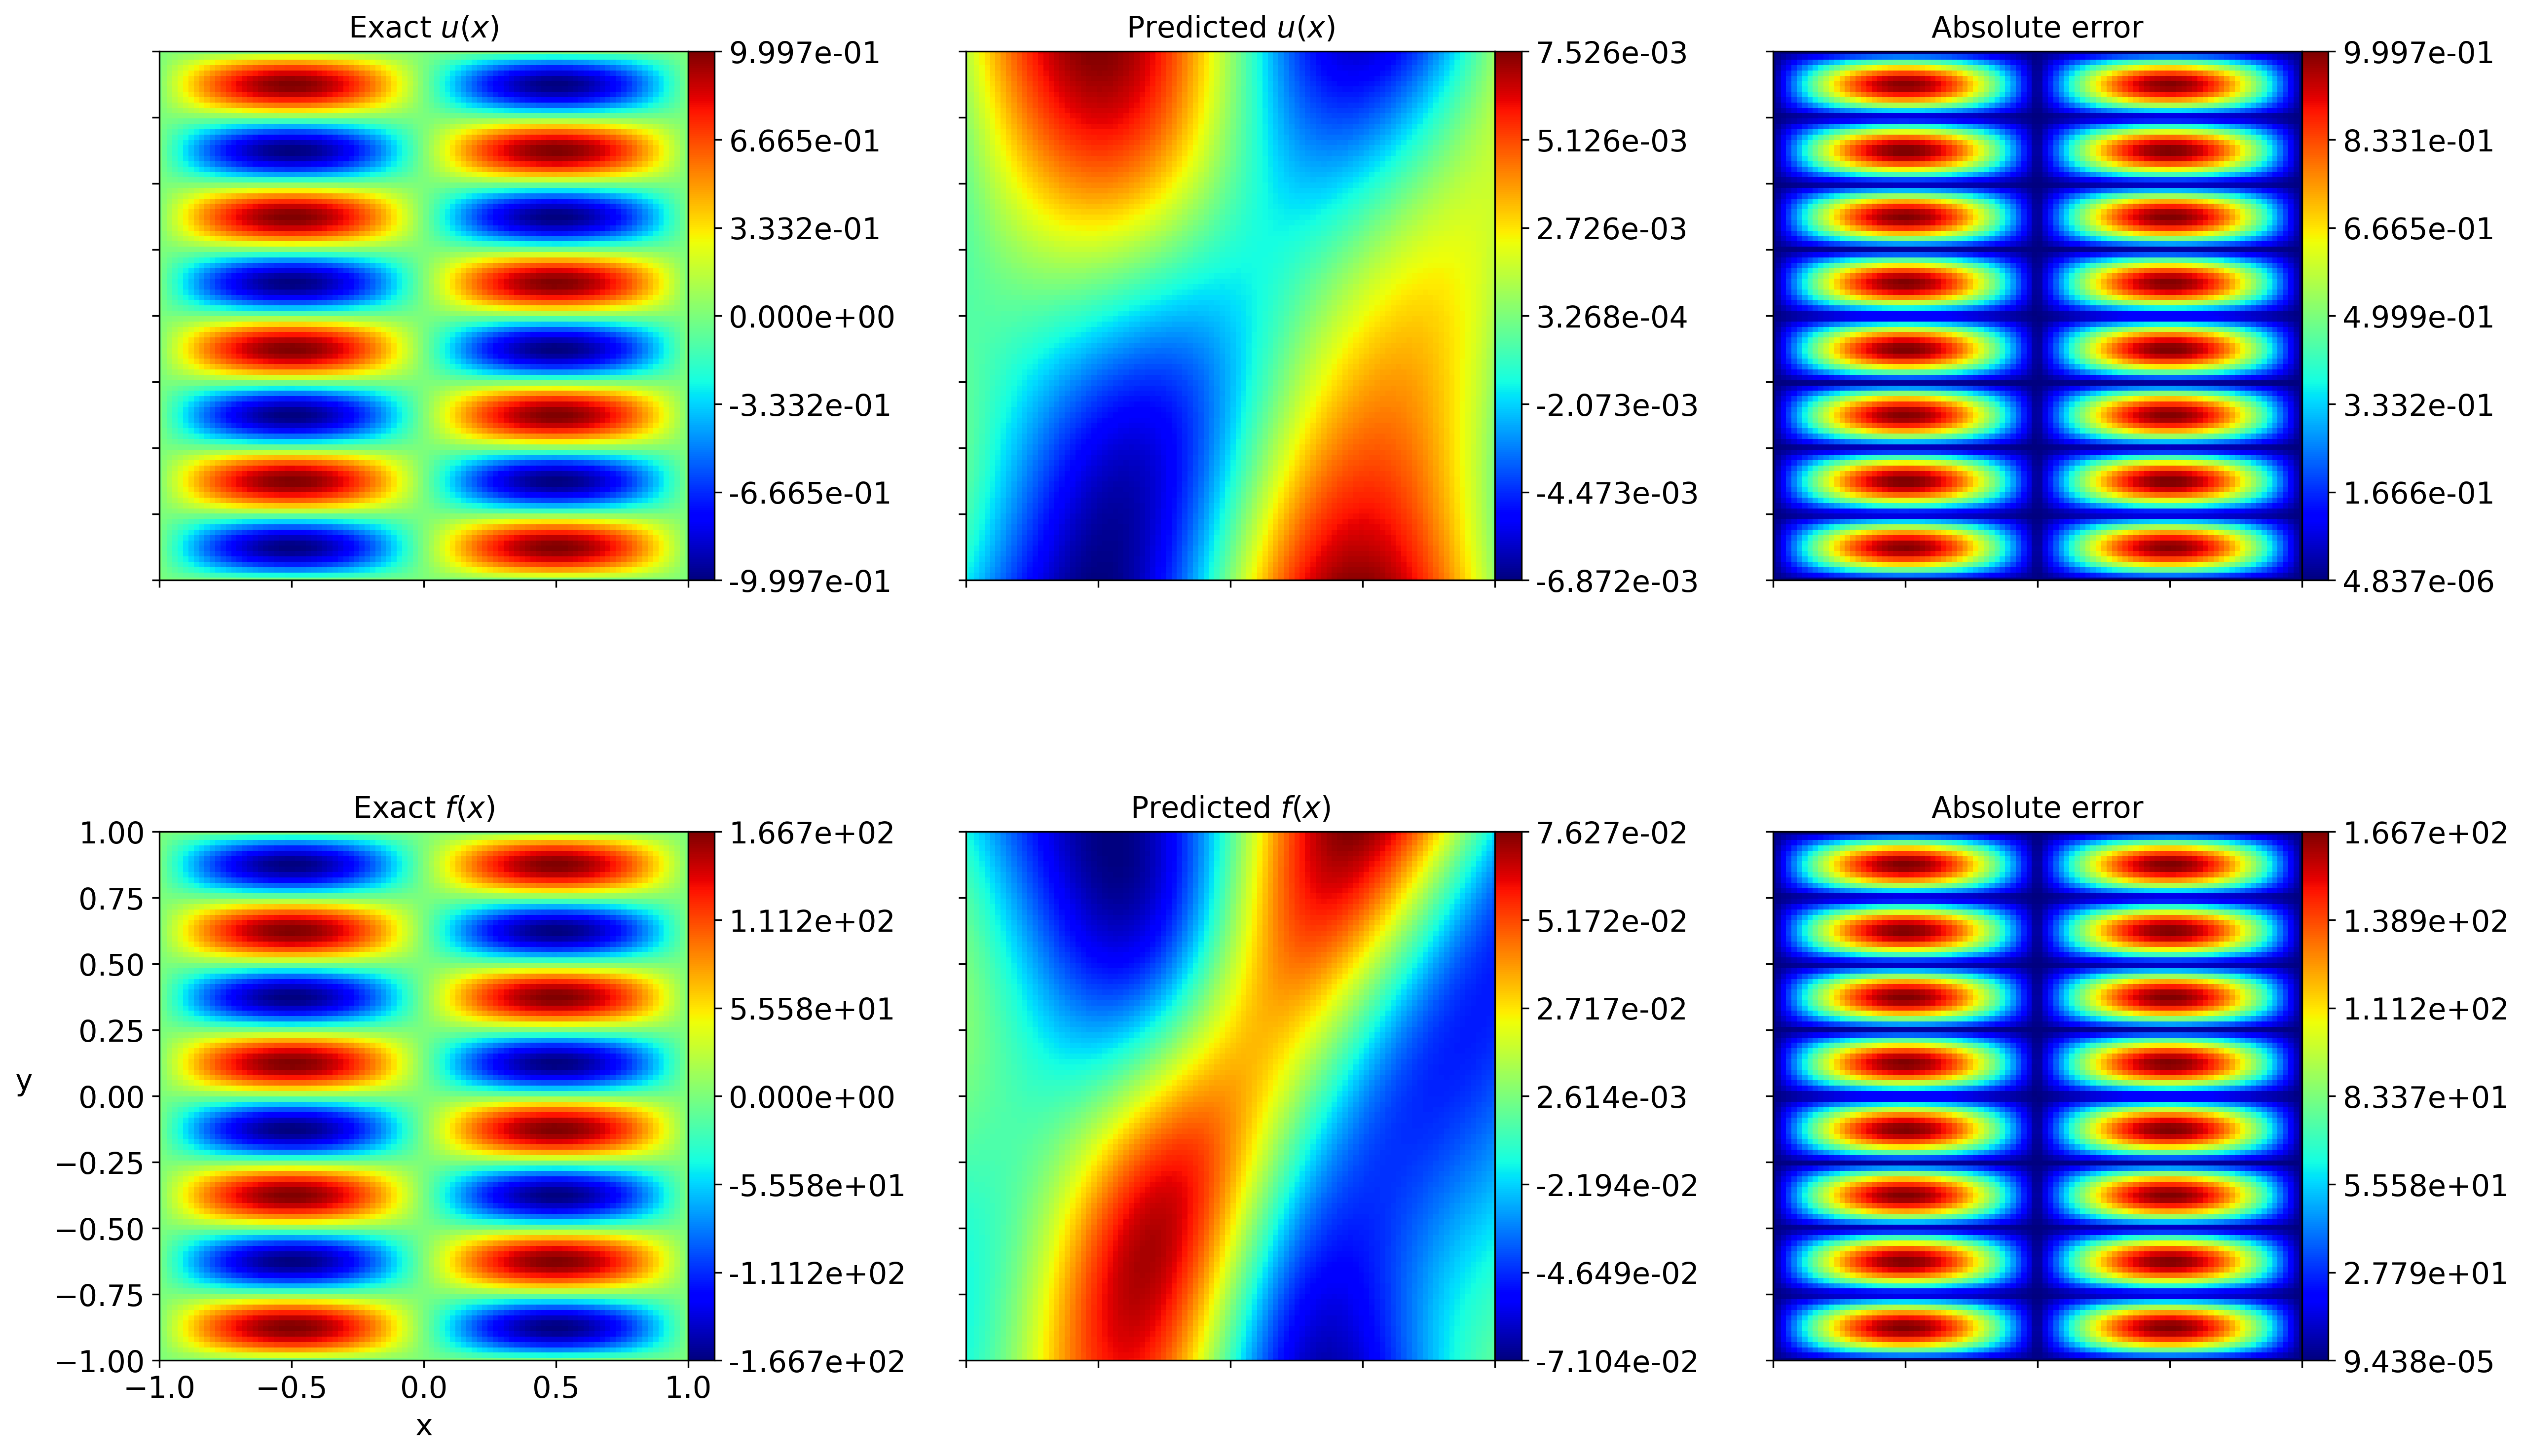 Exact u(x)
9.997e-01
6.665e-01
3.332e-01
0.000e+00
-3.332e-01
-6.665e-01
-9.997e-01
Predicted u(x)
7.526e-03
5.126e-03
2.726e-03
3.268e-04
-2.073e-03
-4.473e-03
-6.872e-03
Absolute error
9.997e-01
8.331e-01
6.665e-01
4.999e-01
3.332e-01
1.666e-01
4.837e-06
Exact f(x)
y
1.00
0.75
0.50
0.25
0.00
−0.25
−0.50
−0.75
−1.00
−1.0 −0.5 0.0 0.5 1.0
x
1.667e+02
1.112e+02
5.558e+01
0.000e+00
-5.558e+01
-1.112e+02
-1.667e+02
Predicted f(x)
7.627e-02
5.172e-02
2.717e-02
2.614e-03
-2.194e-02
-4.649e-02
-7.104e-02
Absolute error
1.667e+02
1.389e+02
1.112e+02
8.337e+01
5.558e+01
2.779e+01
9.438e-05